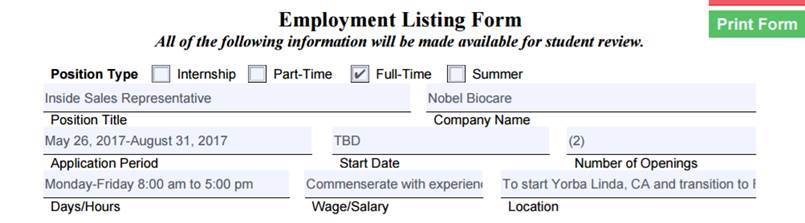 Employment Listing Form
Print Form
All of the following information will be made available for student review.
Position Type Internship Part-Time Full-Time Summer
Inside Sales Representative Nobel Biocare
Position Title Company Name
May 26, 2017-August 31, 2017 TBD (2)
Application Period Start Date Number of Openings
Monday-Friday 8:00 am to 5:00 pm Commenserate with experien To start Yorba Linda, CA and transition to
Days/Hours Wage/Salary Location